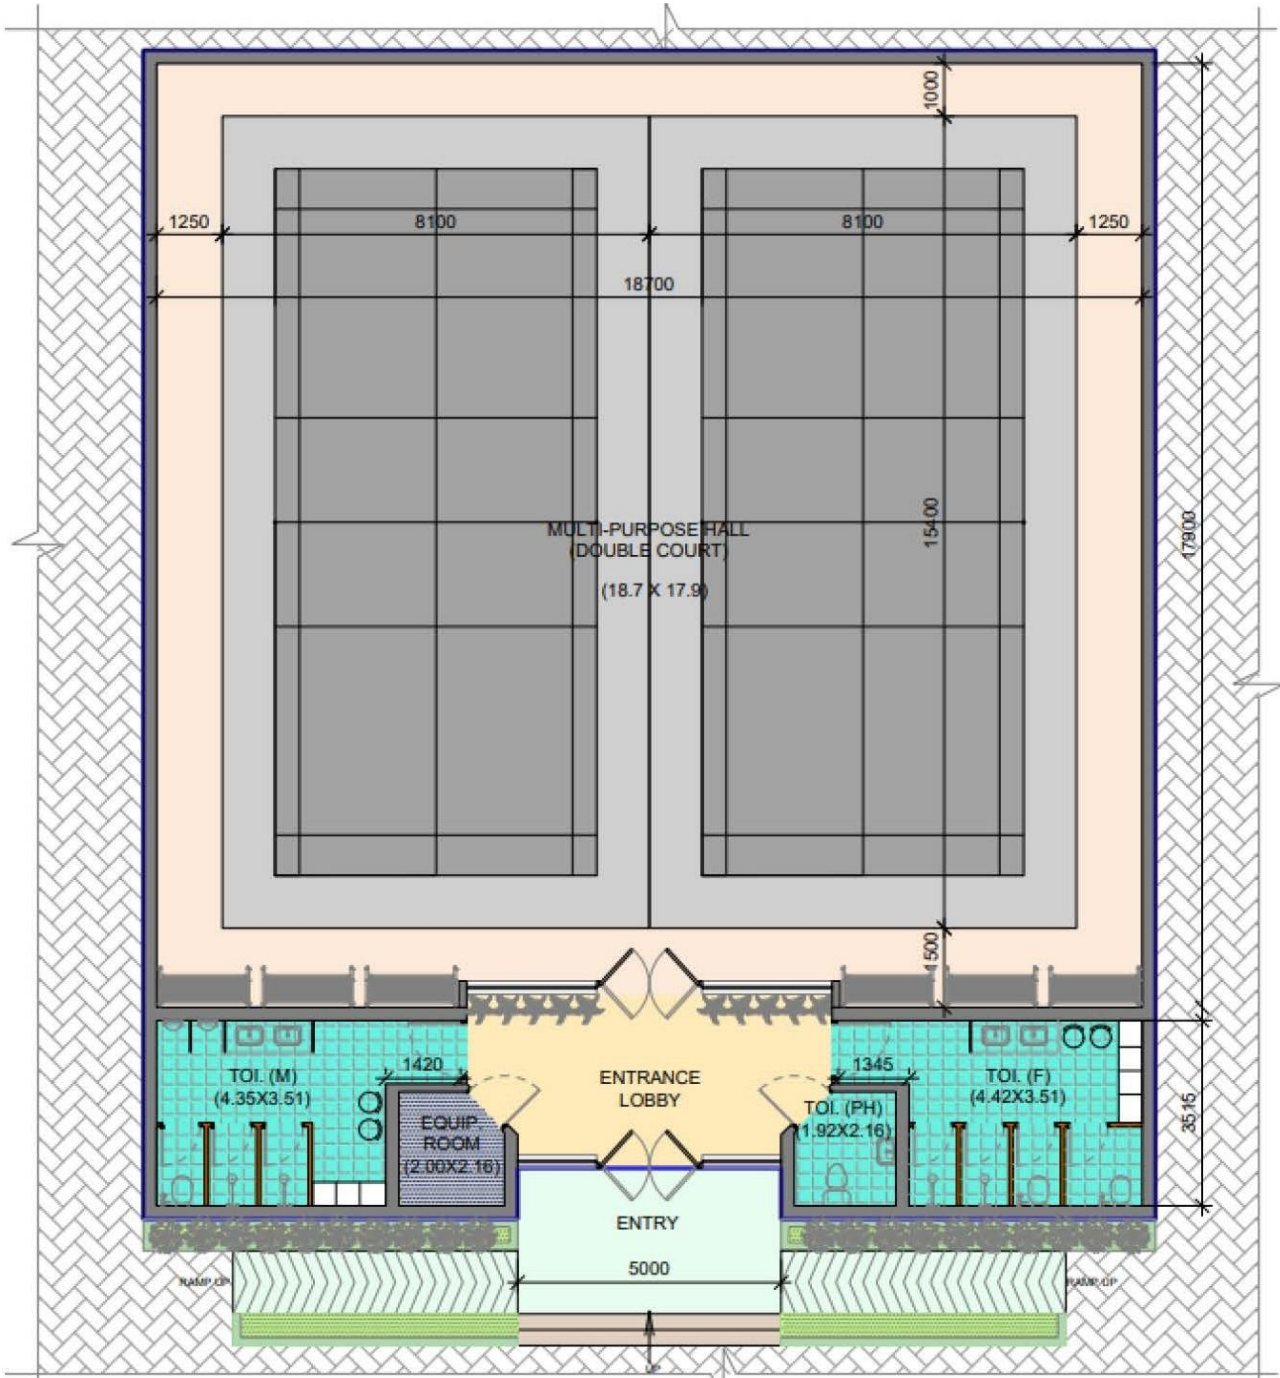 1000
1250
8100
8100
1250
18700
15400
17900
MULTI-PURPOSE HALL
(DOUBLE COURT)
(18.7 X 17.9)
1500
1420
1345
TOI. (M)
(4.35X3.51)
ENTRANCE
LOBBY
TOI. (F)
(4.42X3.51)
EQUIP.
ROOM
(2.00X2.16)
TOI. (PH)
(1.92X2.16)
3515
ENTRY
5000
RAMP UP
RAMP UP
UP